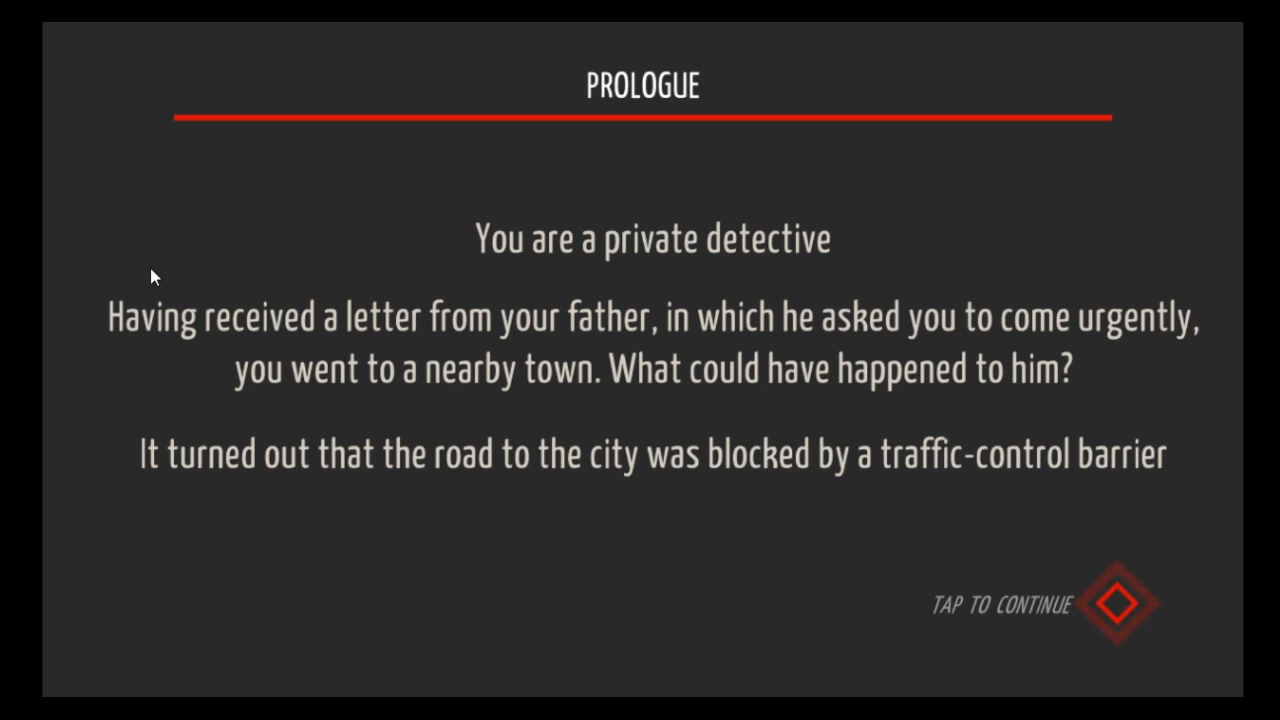 PROLOGUE
You are a private detective
Having received a letter from your father, in which he asked you to come urgently,
you went to a nearby town. What could have happened to him?
It turned out that the road to the city was blocked by a traffic-control barrier
TAP TO CONTINUE